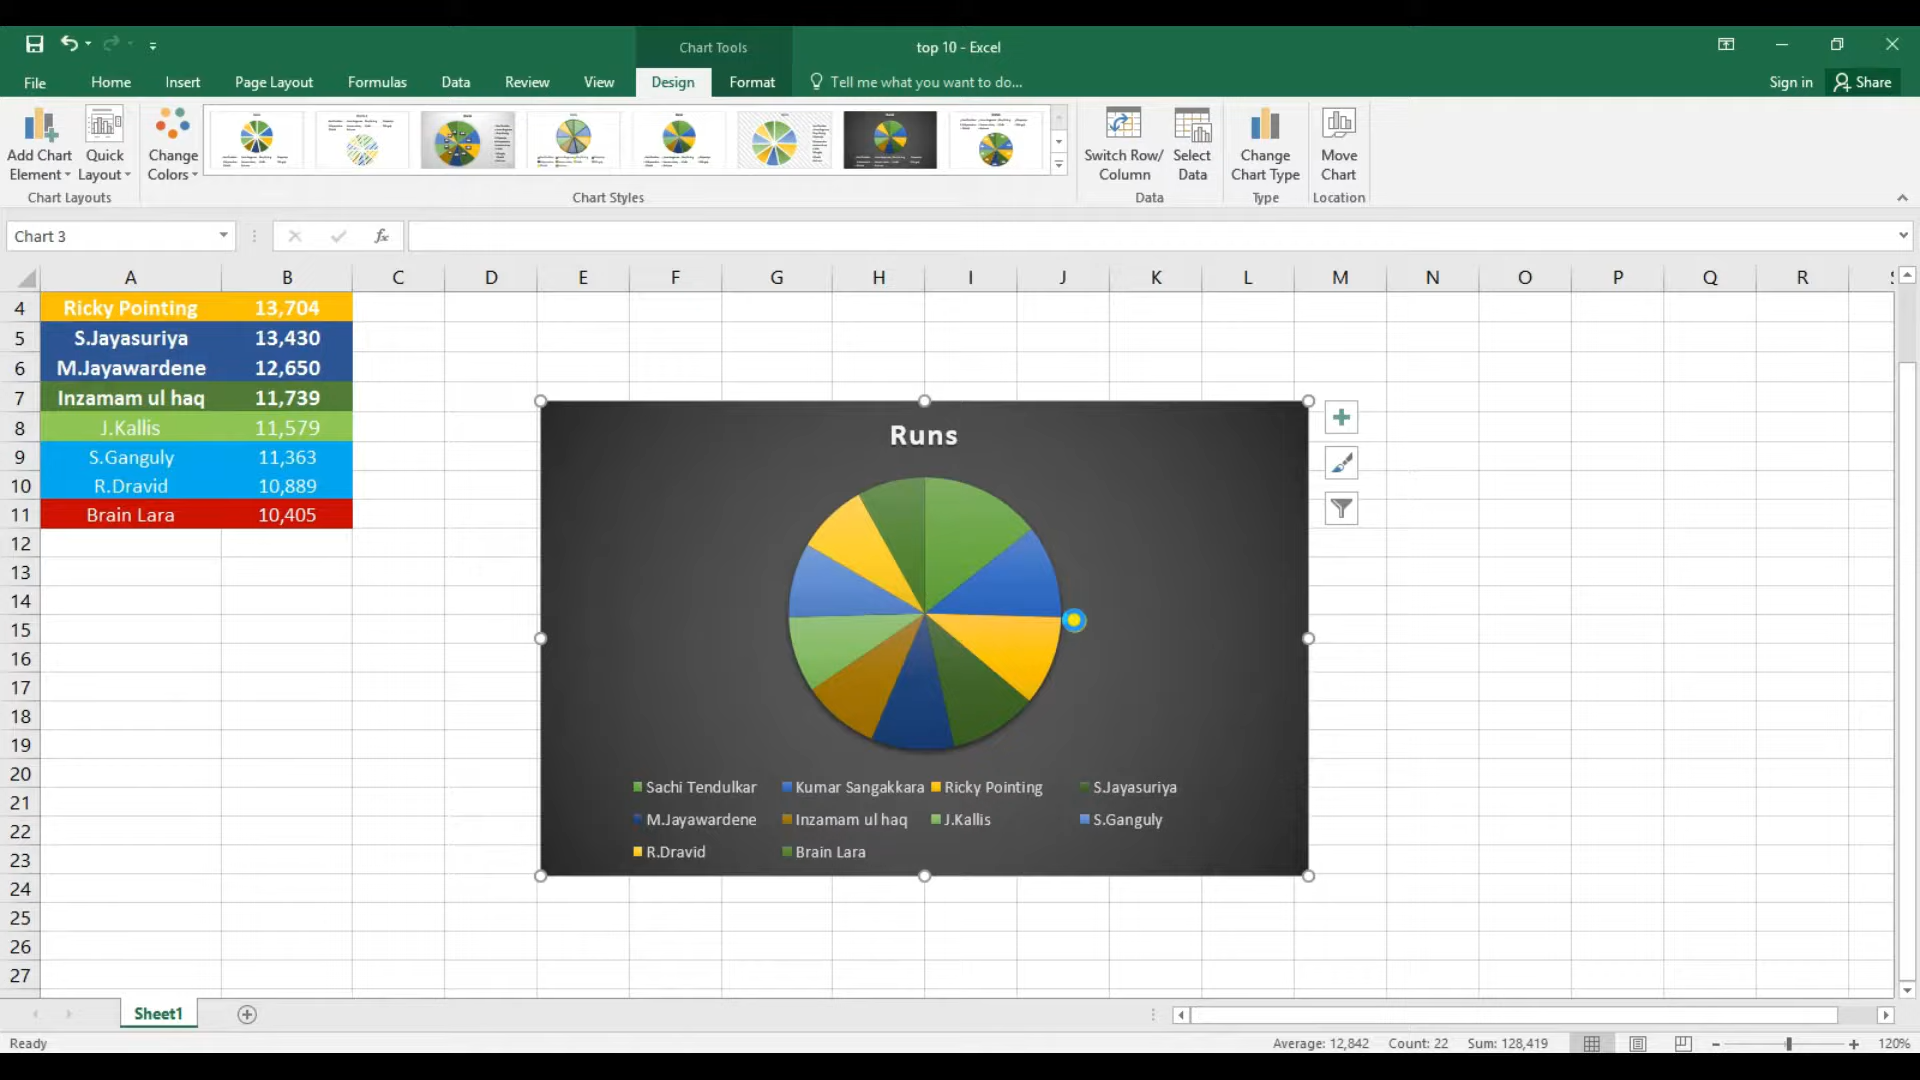 Chart Tools
top 10 - Excel
File Home Insert Page Layout Formulas Data Review View Design Format Tell me what you want to do... Sign in Share
Add Chart Element Quick Layout Change Colors Switch Row/ Column Select Data Change Chart Type Move Chart
Chart Layouts Chart Styles Data Type Location
Chart 3 fx
A B C D E F G H I J K L M N O P Q R
4 Ricky Pointing 13,704
5 S.Jayasuriya 13,430
6 M.Jayawardene 12,650
7 Inzamam ul haq 11,739
8 J.Kallis 11,579
9 S.Ganguly 11,363
10 R.Dravid 10,889
11 Brain Lara 10,405
12
13
14
15
16
17
18
19
20
21
22
23
24
25
26
27
Runs
Sachi Tendulkar Kumar Sangakkara Ricky Pointing S.Jayasuriya
M.Jayawardene Inzamam ul haq J.Kallis S.Ganguly
R.Dravid Brain Lara
Sheet1
Ready Average: 12,842 Count: 22 Sum: 128,419 120%